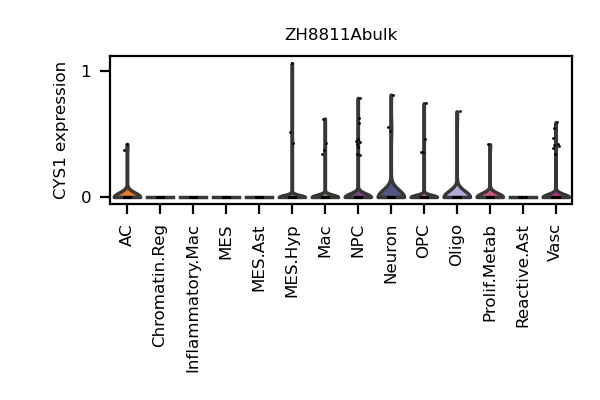 ZH8811Abulk
CYS1 expression
1
0
AC
Chromatin.Reg
Inflammatory.Mac
MES
MES.Ast
MES.Hyp
Mac
NPC
Neuron
OPC
Oligo
Prolif.Metab
Reactive.Ast
Vasc